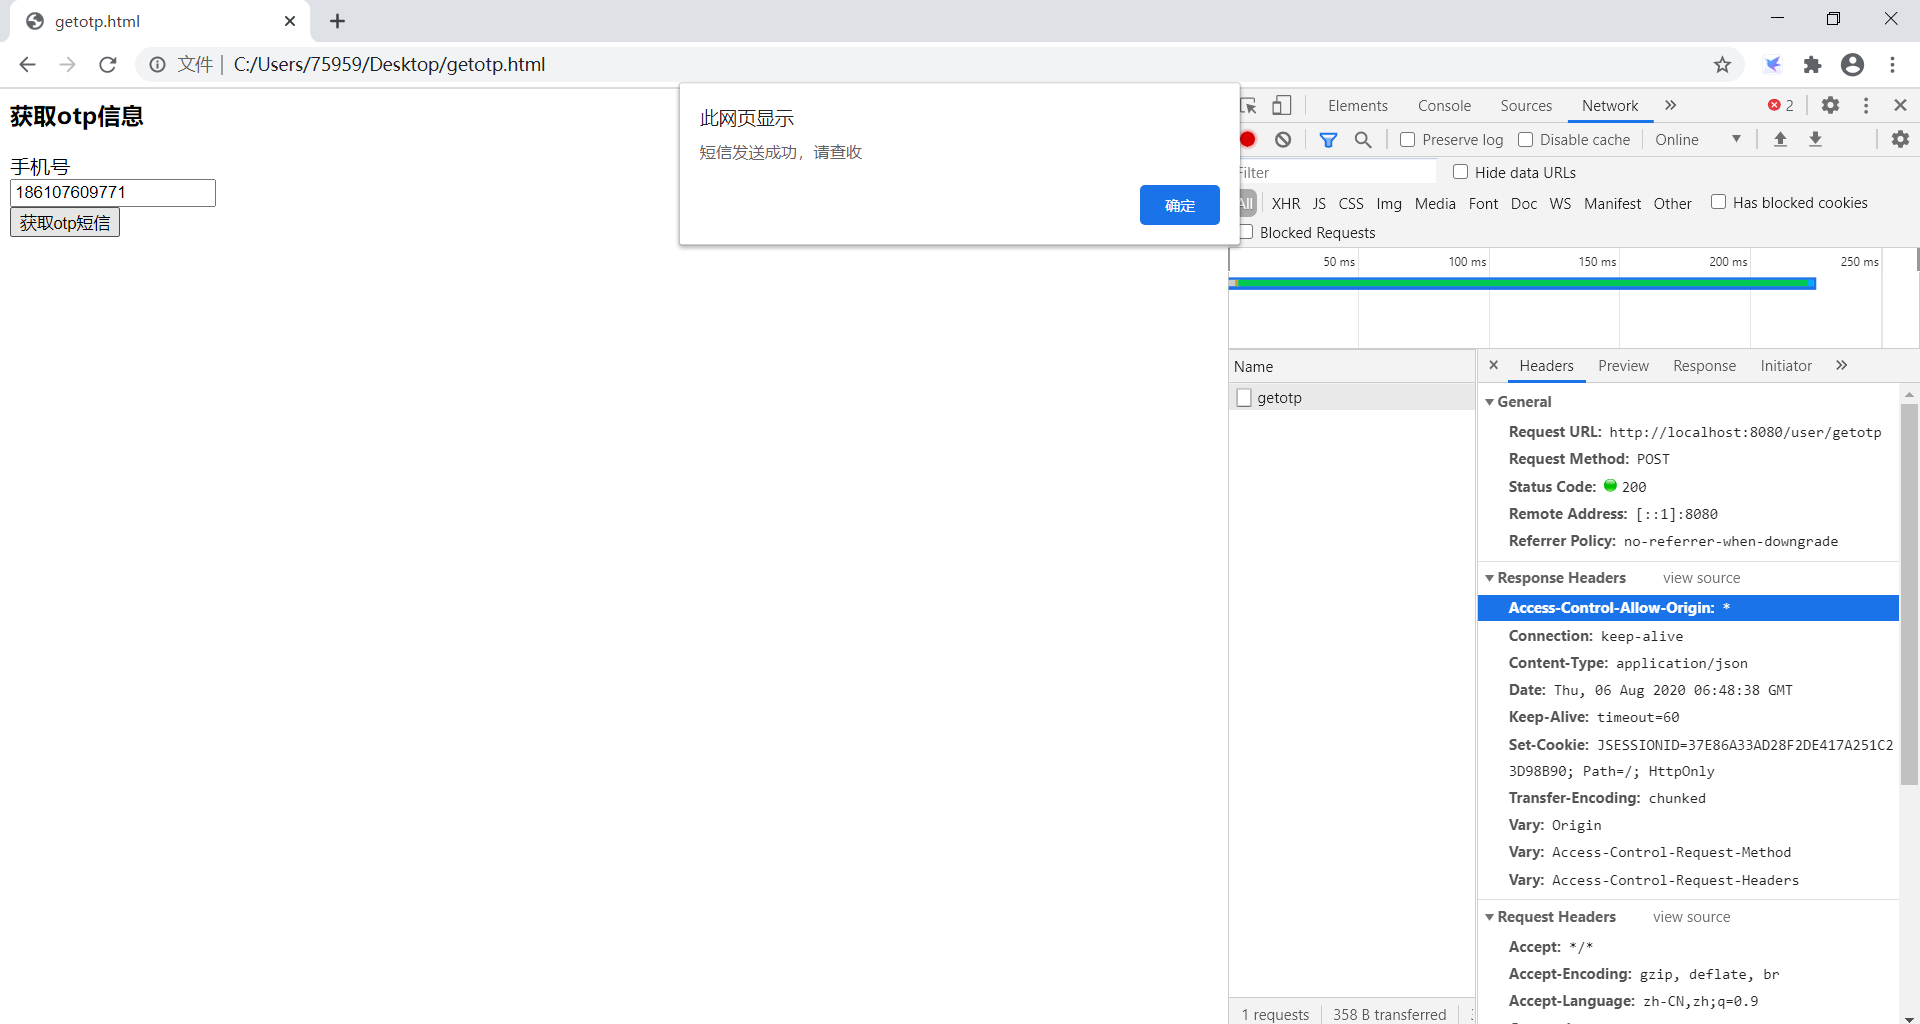 getotp.html
文件 | C:/Users/75959/Desktop/getotp.html
获取otp信息
手机号
186107609771
获取otp短信
此网页显示
短信发送成功，请查收
确定
Elements Console Sources Network 2
Preserve log Disable cache Online
Filter Hide data URLs
All XHR JS CSS Img Media Font Doc WS Manifest Other Has blocked cookies
Blocked Requests
50 ms 100 ms 150 ms 200 ms 250 ms
Name
getotp
1 requests 358 B transferred
Headers Preview Response Initiator
General
Request URL: http://localhost:8080/user/getotp
Request Method: POST
Status Code: 200
Remote Address: [::1]:8080
Referrer Policy: no-referrer-when-downgrade
Response Headers view source
Access-Control-Allow-Origin: *
Connection: keep-alive
Content-Type: application/json
Date: Thu, 06 Aug 2020 06:48:38 GMT
Keep-Alive: timeout=60
Set-Cookie: JSESSIONID=37E86A33AD28F2DE417A251C2
3D98B90; Path=/; HttpOnly
Transfer-Encoding: chunked
Vary: Origin
Vary: Access-Control-Request-Method
Vary: Access-Control-Request-Headers
Request Headers view source
Accept: */*
Accept-Encoding: gzip, deflate, br
Accept-Language: zh-CN,zh;q=0.9